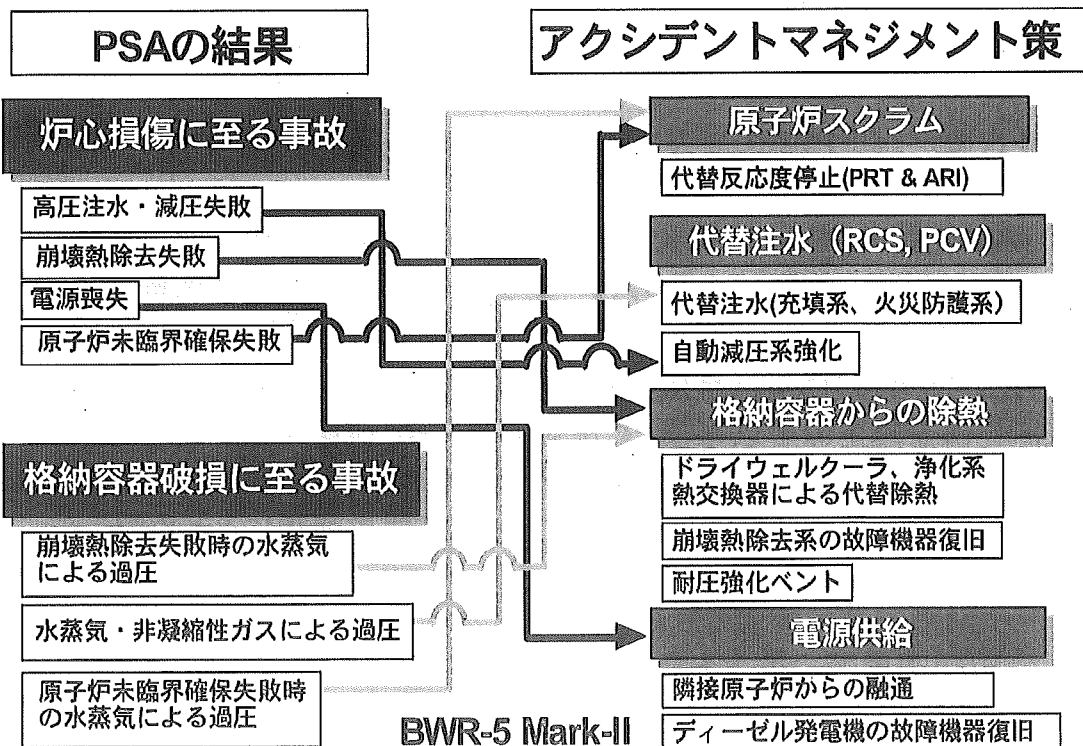 PSAの結果
炉心損傷に至る事故
高圧注水・減圧失敗
崩壊熱除去失敗
電源喪失
原子炉未臨界確保失敗
格納容器破損に至る事故
崩壊熱除去失敗時の水蒸気
による過圧
水蒸気・非凝縮性ガスによる過圧
原子炉未臨界確保失敗時
の水蒸気による過圧
アクシデントマネジメント策
原子炉スクラム
代替反応度停止(PRT & ARI)
代替注水（RCS, PCV）
代替注水(充填系、火災防護系）
自動減圧系強化
格納容器からの除熱
ドライウェルクーラ、浄化系
熱交換器による代替除熱
崩壊熱除去系の故障機器復旧
耐圧強化ベント
電源供給
隣接原子炉からの融通
ディーゼル発電機の故障機器復旧
BWR-5 Mark-II